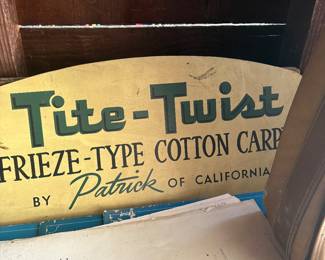 Tite-Twist
FRIEZE-TYPE COTTON CARP
BY Patrick OF CALIFORNIA